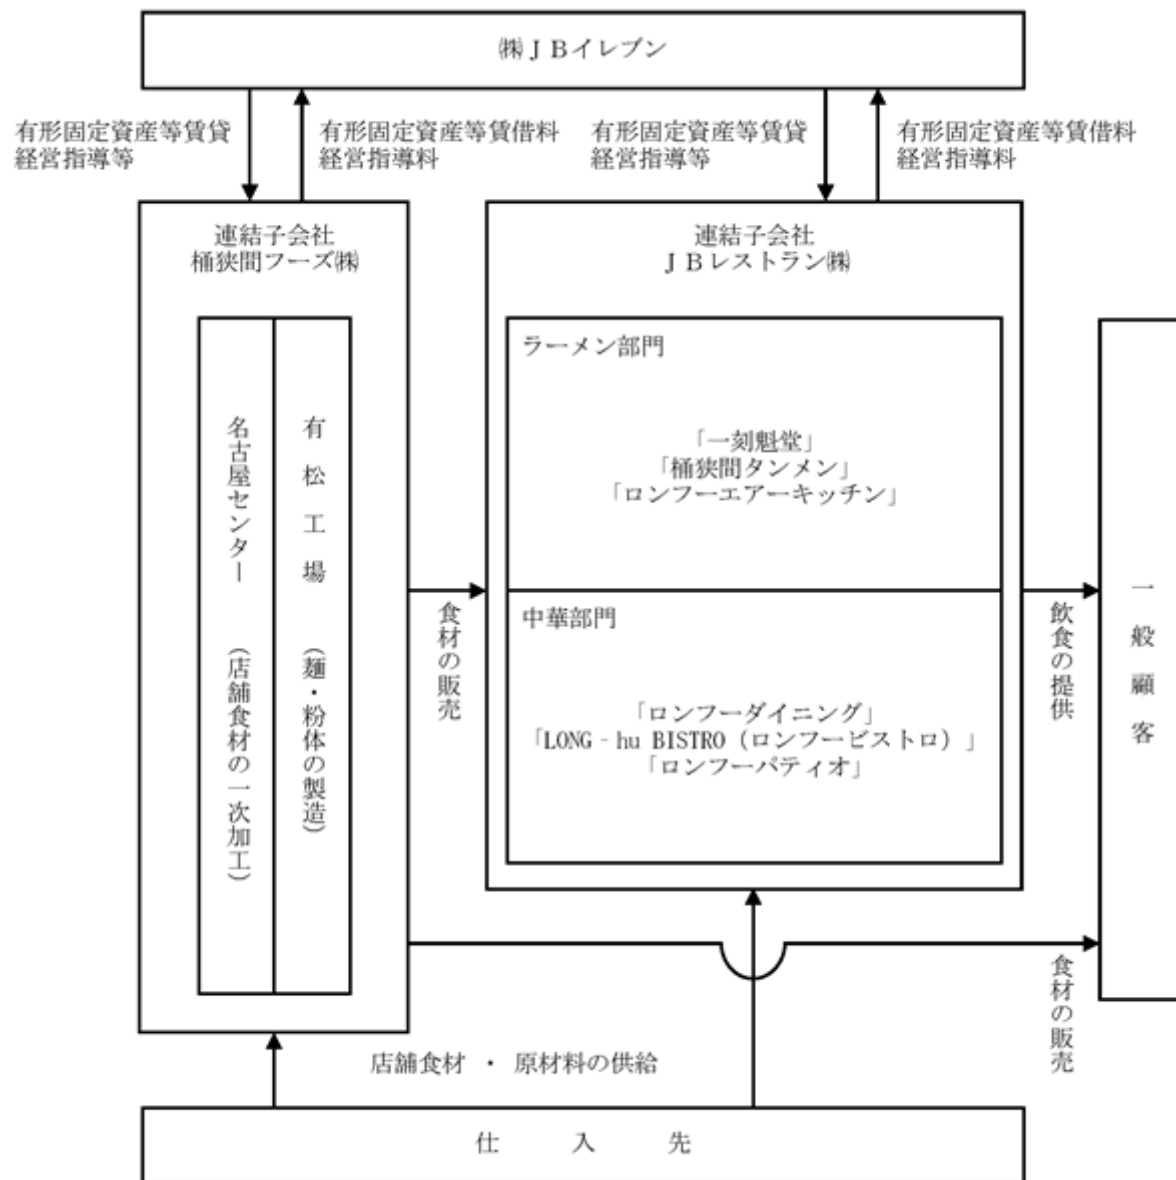 ㈱ＪＢイレブン
有形固定資産等賃貸
経営指導等
有形固定資産等賃借料
経営指導料
有形固定資産等賃貸
経営指導等
有形固定資産等賃借料
経営指導料
連結子会社
桶狭間フーズ㈱
名古屋センター（店舗食材の一次加工）
有松工場（麺・粉体の製造）
食材の販売
連結子会社
ＪＢレストラン㈱
ラーメン部門
「一刻魁堂」
「桶狭間タンメン」
「ロンフーエアーキッチン」
中華部門
「ロンフーダイニング」
「LONG‐hu BISTRO（ロンフービストロ）」
「ロンフーパティオ」
飲食の提供
一般顧客
食材の販売
店舗食材 ・ 原材料の供給
仕入先